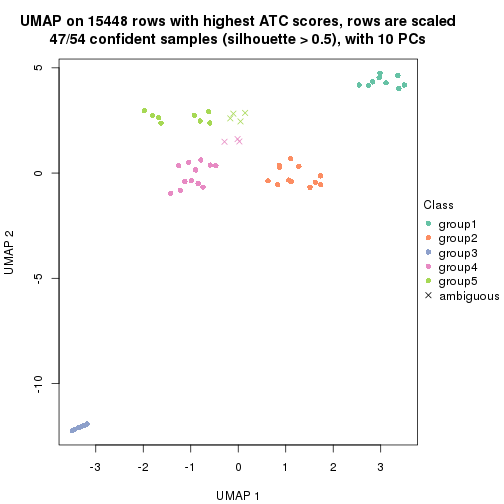 UMAP on 15448 rows with highest ATC scores, rows are scaled
47/54 confident samples (silhouette > 0.5), with 10 PCs
5
0
-5
-10
UMAP 2
-3
-2
-1
0
1
2
3
UMAP 1
Class
group1
group2
group3
group4
group5
ambiguous